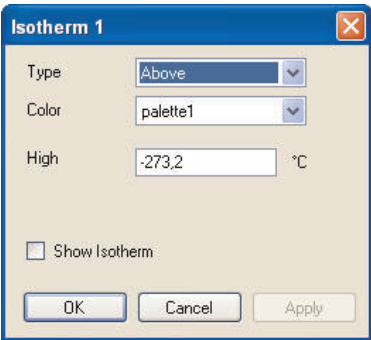 Isotherm 1
Type Above
Color palette1
High -273,2 °C
Show Isotherm
OK Cancel Apply